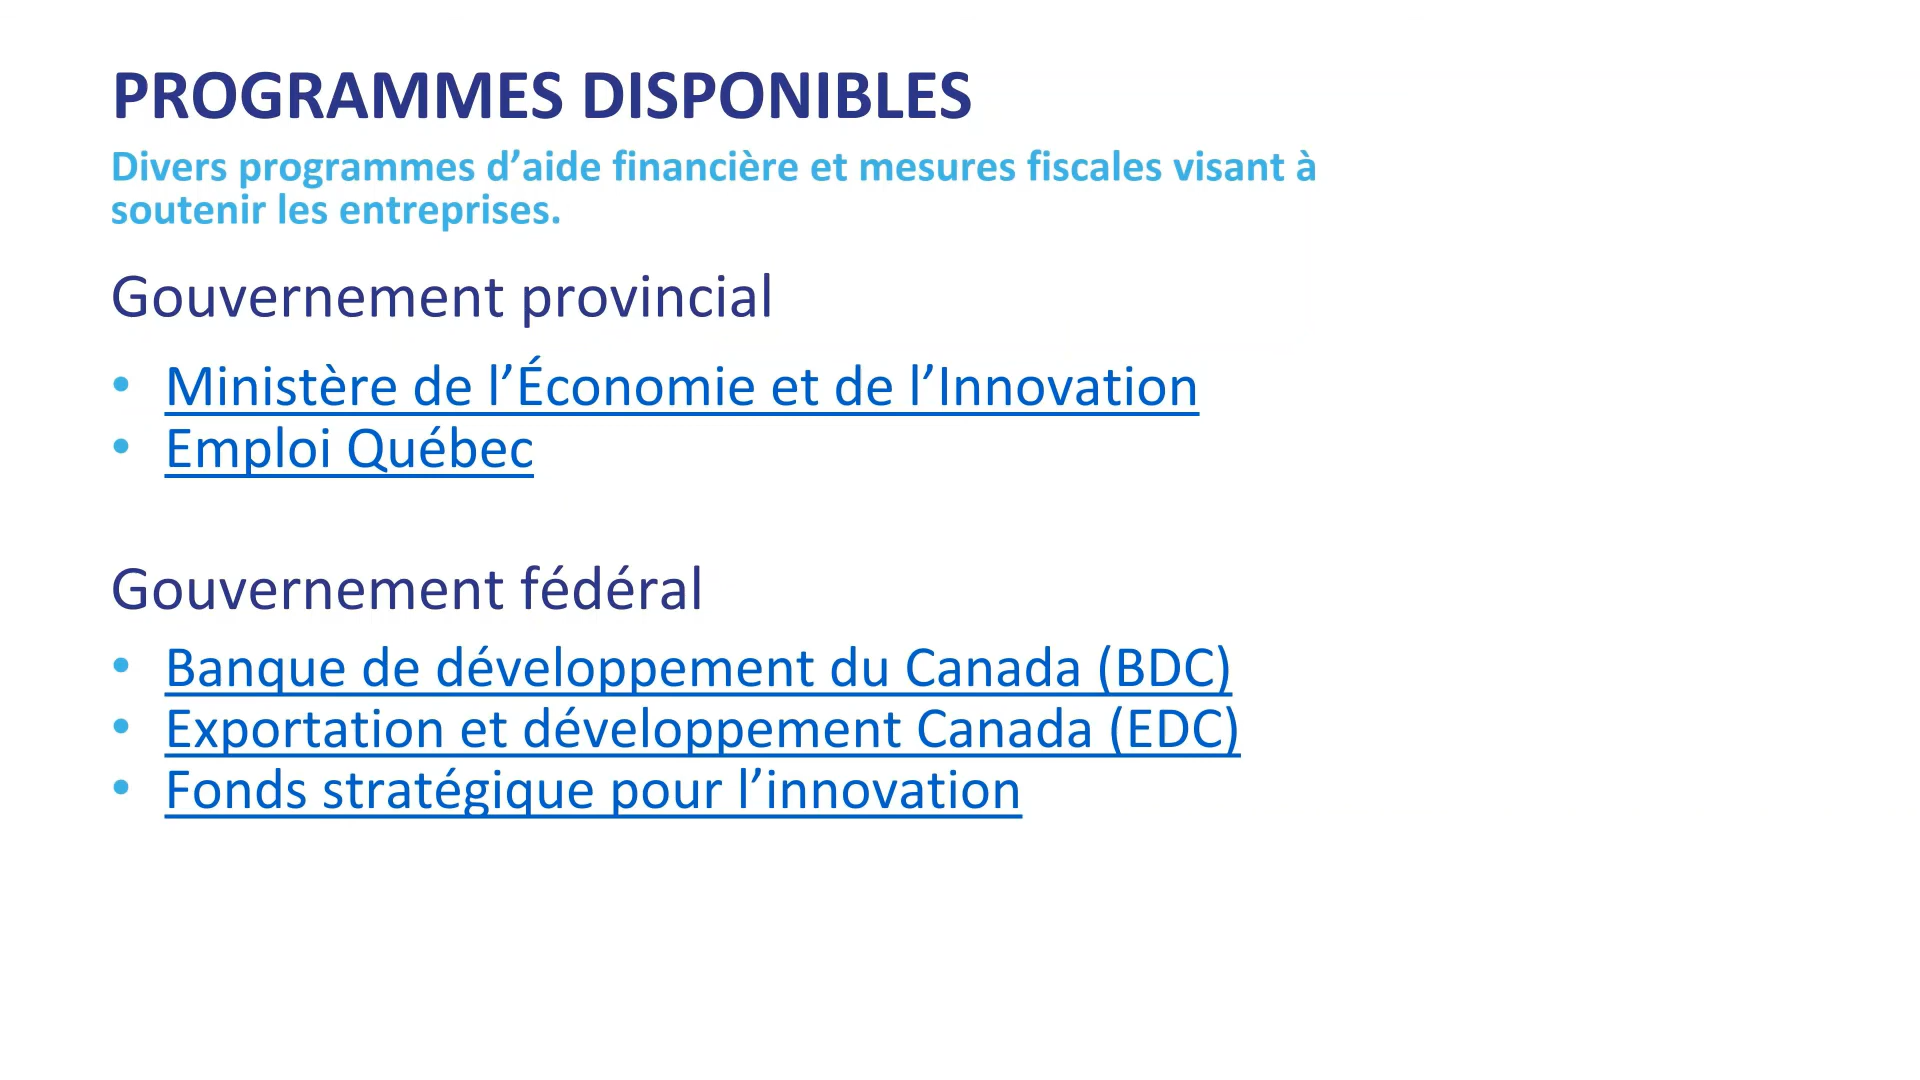 PROGRAMMES DISPONIBLES
Divers programmes d’aide financière et mesures fiscales visant à
soutenir les entreprises.
Gouvernement provincial
• Ministère de l’Économie et de l’Innovation
• Emploi Québec
Gouvernement fédéral
• Banque de développement du Canada (BDC)
• Exportation et développement Canada (EDC)
• Fonds stratégique pour l’innovation